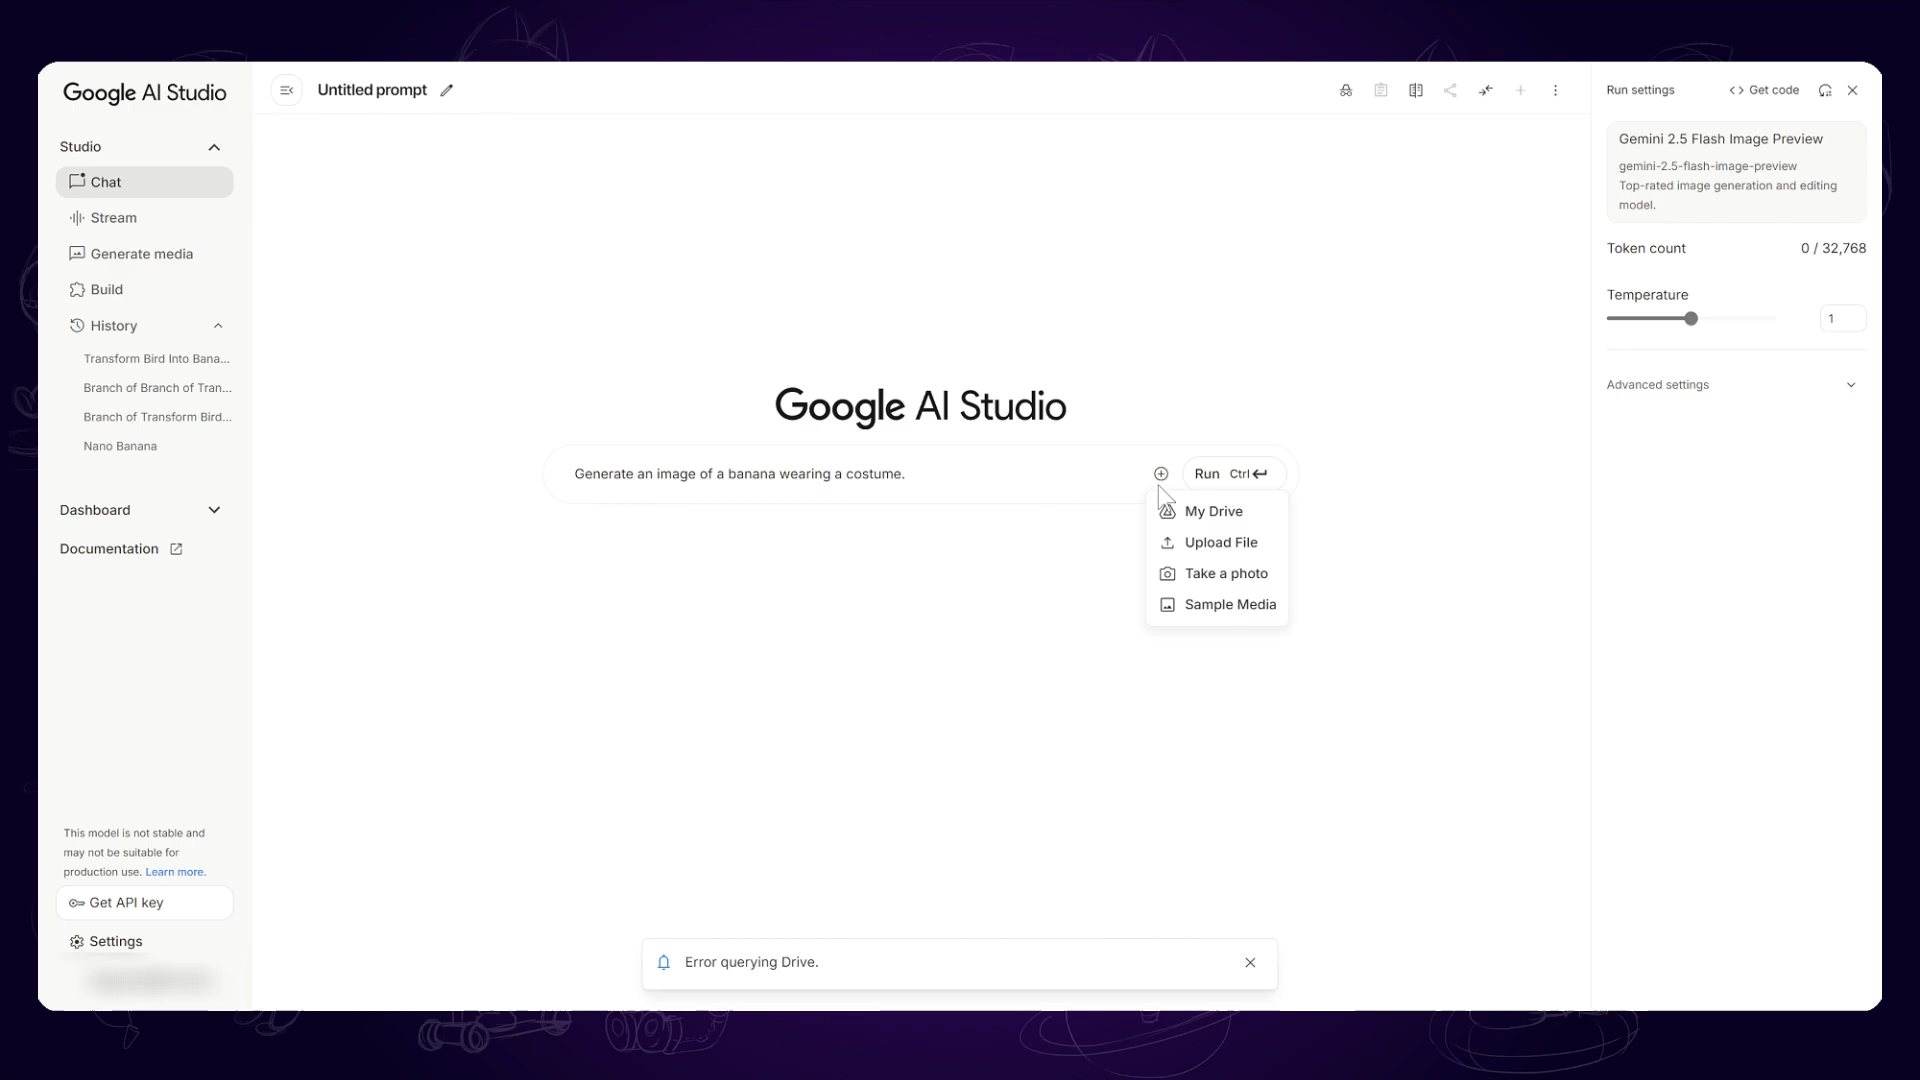 Google AI Studio
Studio
Chat
Stream
Generate media
Build
History
Transform Bird Into Bana...
Branch of Branch of Tran...
Branch of Transform Bird...
Nano Banana
Dashboard
Documentation
This model is not stable and
may not be suitable for
production use. Learn more.
Get API key
Settings
Untitled prompt
Google AI Studio
Generate an image of a banana wearing a costume.
Run Ctrl
My Drive
Upload File
Take a photo
Sample Media
Error querying Drive.
Run settings
Get code
Gemini 2.5 Flash Image Preview
gemini-2.5-flash-image-preview
Top-rated image generation and editing
model.
Token count 0 / 32,768
Temperature
1
Advanced settings